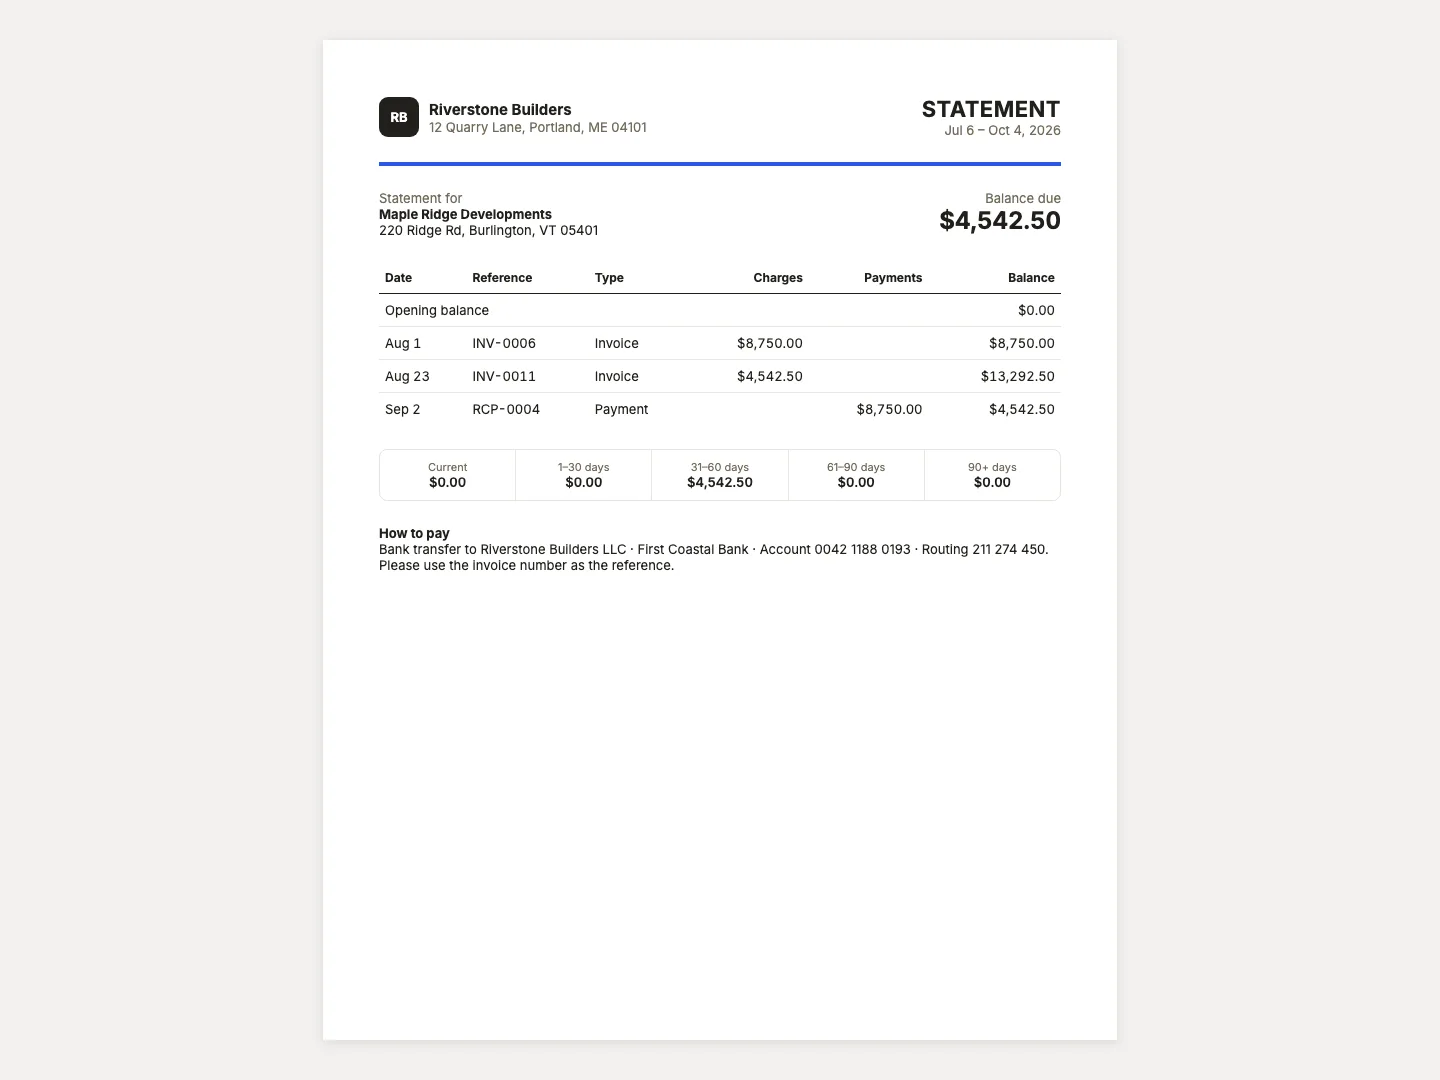 RB
Riverstone Builders
12 Quarry Lane, Portland, ME 04101
STATEMENT
Jul 6 – Oct 4, 2026
Statement for
Maple Ridge Developments
220 Ridge Rd, Burlington, VT 05401
Balance due
$4,542.50
Date Reference Type Charges Payments Balance
Opening balance $0.00
Aug 1 INV-0006 Invoice $8,750.00 $8,750.00
Aug 23 INV-0011 Invoice $4,542.50 $13,292.50
Sep 2 RCP-0004 Payment $8,750.00 $4,542.50
Current 1–30 days 31–60 days 61–90 days 90+ days
$0.00 $0.00 $4,542.50 $0.00 $0.00
How to pay
Bank transfer to Riverstone Builders LLC · First Coastal Bank · Account 0042 1188 0193 · Routing 211 274 450.
Please use the invoice number as the reference.